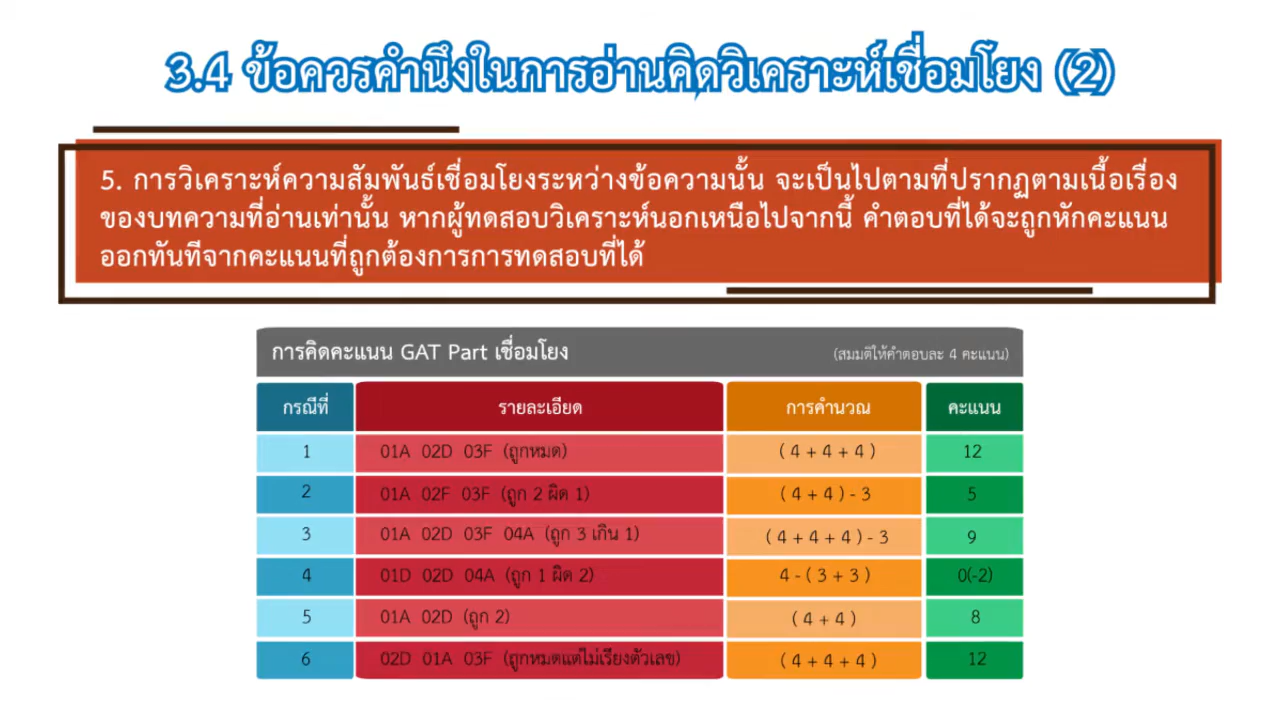 3.4 ข้อควรคำนึงในการอ่านคิดวิเคราะห์เชื่อมโยง (2)
5. การวิเคราะห์ความสัมพันธ์เชื่อมโยงระหว่างข้อความนั้น จะเป็นไปตามที่ปรากฏตามเนื้อเรื่อง
ของบทความที่อ่านเท่านั้น หากผู้ทดสอบวิเคราะห์นอกเหนือไปจากนี้ คำตอบที่ได้จะถูกหักคะแนน
ออกทันทีจากคะแนนที่ถูกต้องการการทดสอบที่ได้
การคิดคะแนน GAT Part เชื่อมโยง (สมมติให้คำตอบละ 4 คะแนน)
กรณีที่ รายละเอียด การคำนวณ คะแนน
1 01A 02D 03F (ถูกหมด) ( 4 + 4 + 4 ) 12
2 01A 02F 03F (ถูก 2 ผิด 1) ( 4 + 4 ) - 3 5
3 01A 02D 03F 04A (ถูก 3 เกิน 1) ( 4 + 4 + 4 ) - 3 9
4 01D 02D 04A (ถูก 1 ผิด 2) 4 - ( 3 + 3 ) 0(-2)
5 01A 02D (ถูก 2) ( 4 + 4 ) 8
6 02D 01A 03F (ถูกหมดแต่ไม่เรียงตัวเลข) ( 4 + 4 + 4 ) 12